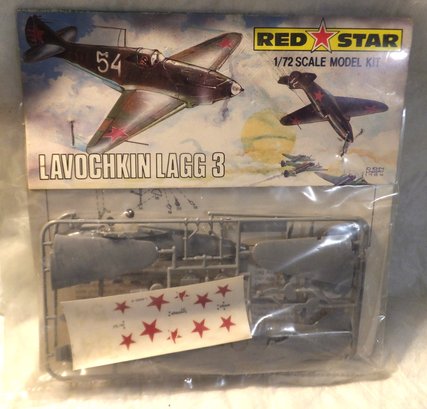 54
RED STAR
1/72 SCALE MODEL KIT
LAVOCHKIN LAGG 3